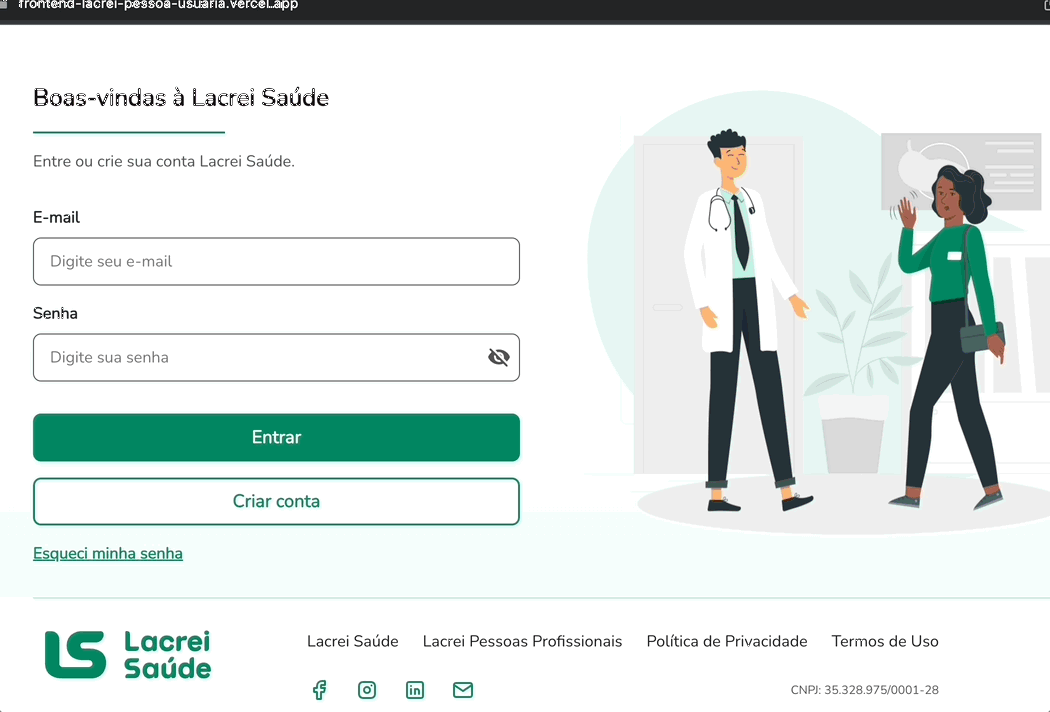 frontend-lacrei-pessoa-usuaria.vercel.app
Boas-vindas à Lacrei Saúde
Entre ou crie sua conta Lacrei Saúde.
E-mail
Digite seu e-mail
Senha
Digite sua senha
Entrar
Criar conta
Esqueci minha senha
LS Lacrei Saúde
Lacrei Saúde Lacrei Pessoas Profissionais Política de Privacidade Termos de Uso
CNPJ: 35.328.975/0001-28